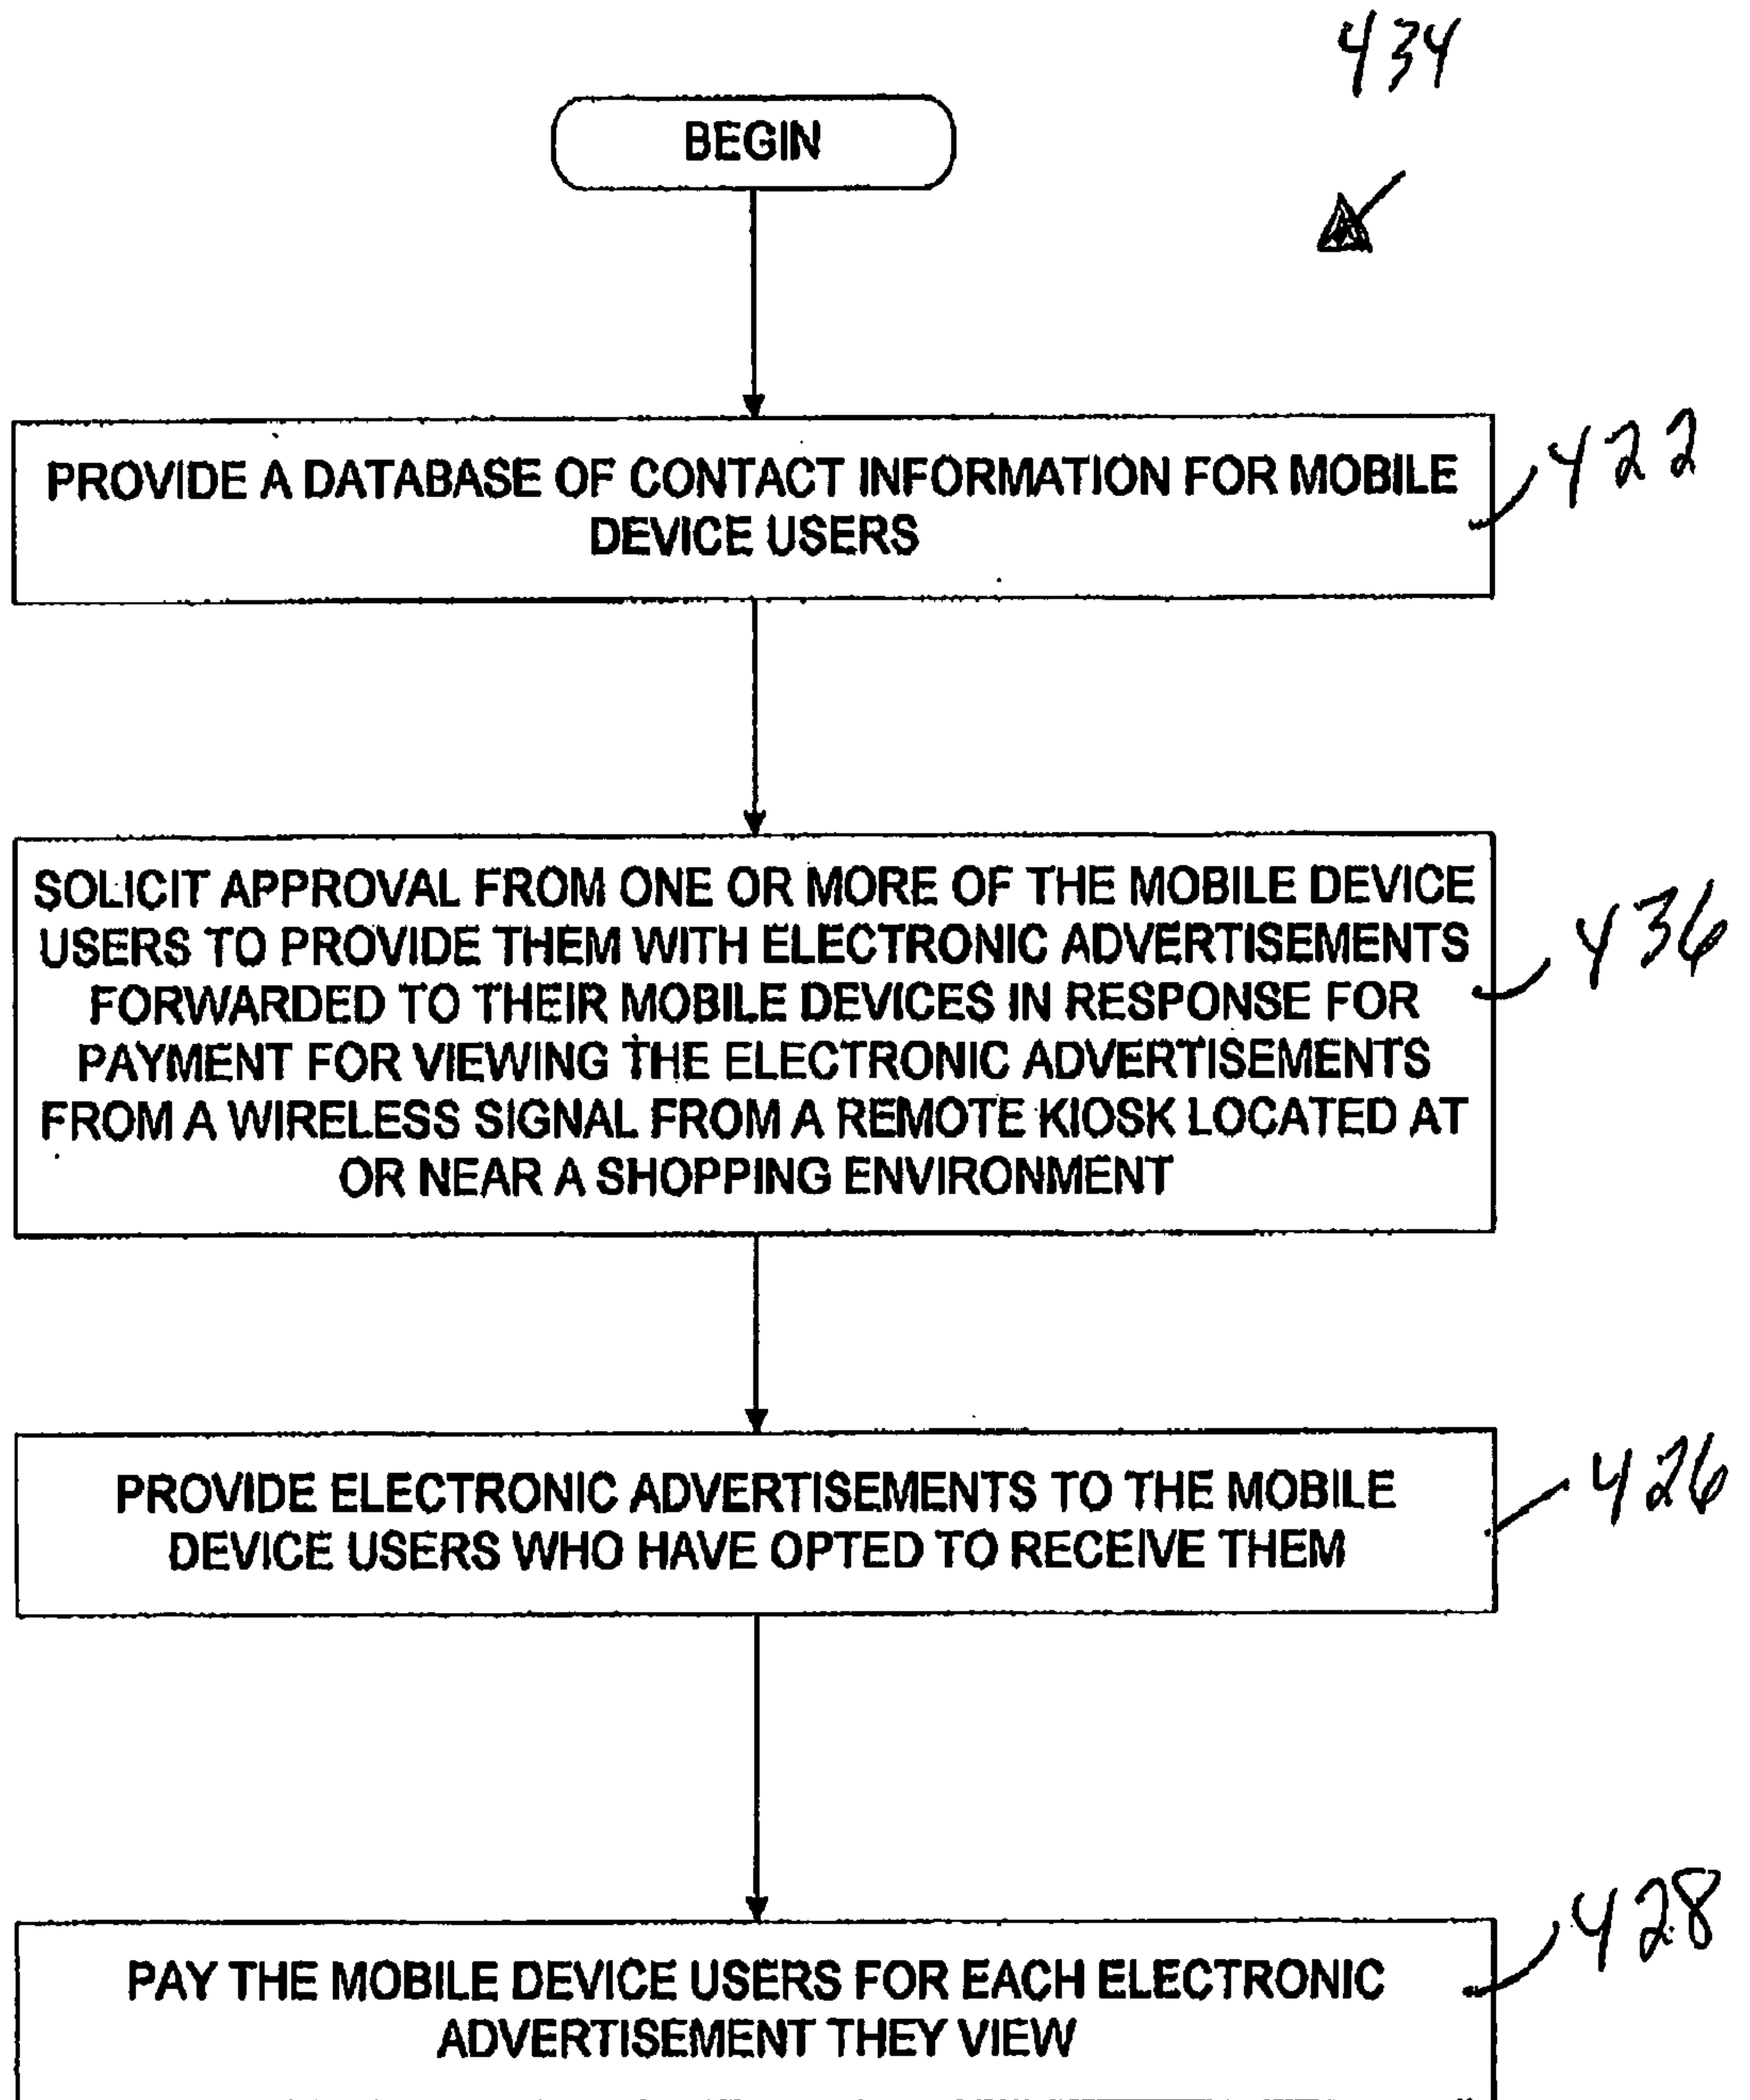 434
BEGIN
PROVIDE A DATABASE OF CONTACT INFORMATION FOR MOBILE
DEVICE USERS
422
SOLICIT APPROVAL FROM ONE OR MORE OF THE MOBILE DEVICE
USERS TO PROVIDE THEM WITH ELECTRONIC ADVERTISEMENTS
FORWARDED TO THEIR MOBILE DEVICES IN RESPONSE FOR
PAYMENT FOR VIEWING THE ELECTRONIC ADVERTISEMENTS
FROM A WIRELESS SIGNAL FROM A REMOTE KIOSK LOCATED AT
OR NEAR A SHOPPING ENVIRONMENT
436
PROVIDE ELECTRONIC ADVERTISEMENTS TO THE MOBILE
DEVICE USERS WHO HAVE OPTED TO RECEIVE THEM
426
PAY THE MOBILE DEVICE USERS FOR EACH ELECTRONIC
ADVERTISEMENT THEY VIEW
428